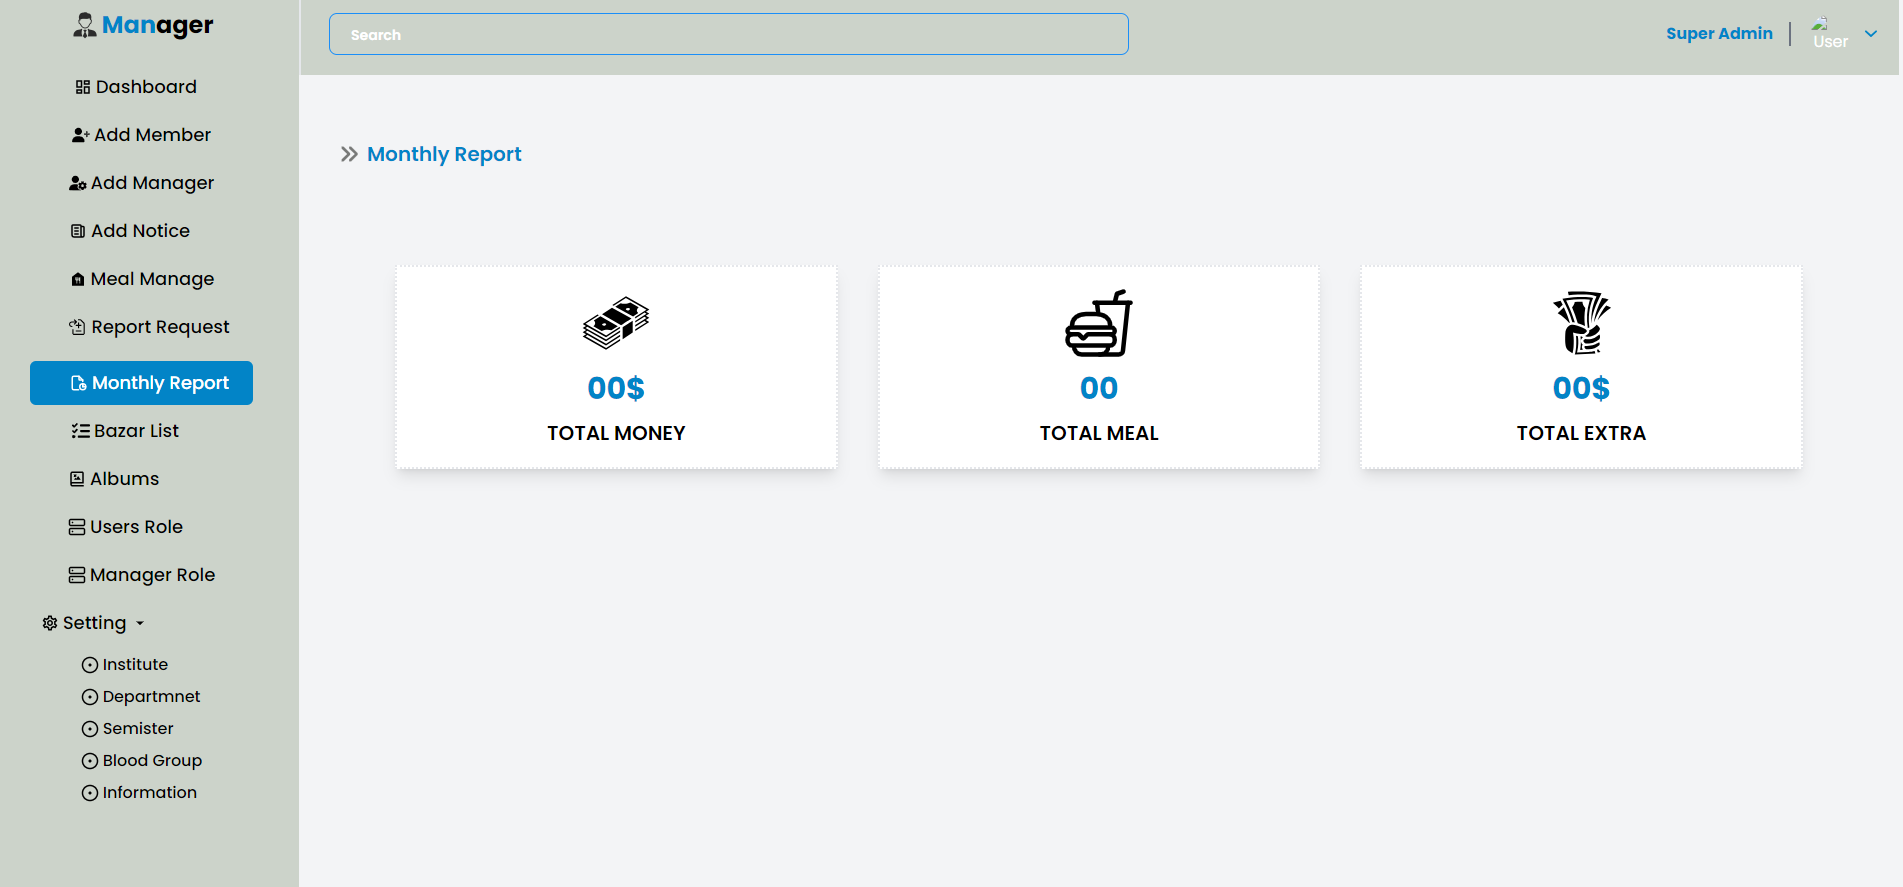 Manager
Dashboard
Add Member
Add Manager
Add Notice
Meal Manage
Report Request
Monthly Report
Bazar List
Albums
Users Role
Manager Role
Setting
Institute
Departmnet
Semister
Blood Group
Information
Search
Super Admin
User
Monthly Report
00$
TOTAL MONEY
00
TOTAL MEAL
00$
TOTAL EXTRA